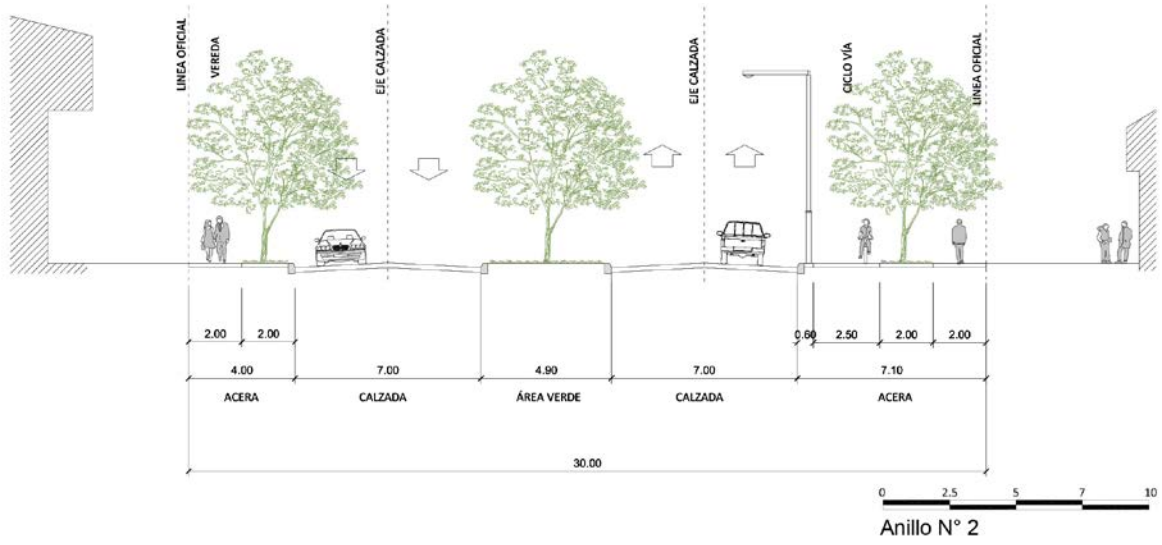 LINEA OFICIAL
VEREDA
EJE CALZADA
EJE CALZADA
CICLO VÍA
LINEA OFICIAL
2.00 2.00 0.60 2.50 2.00 2.00
4.00 7.00 4.90 7.00 7.10
ACERA CALZADA ÁREA VERDE CALZADA ACERA
30.00
0 2.5 5 7 10
Anillo N° 2